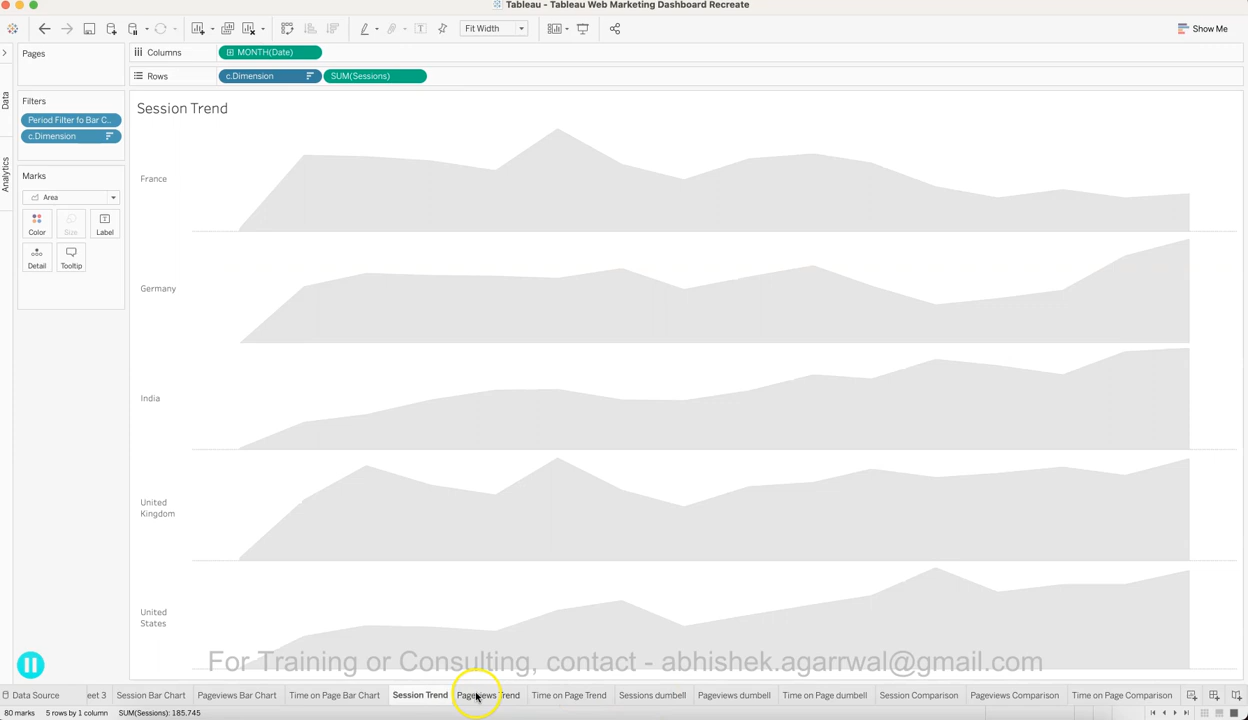 Tableau - Tableau Web Marketing Dashboard Recreate
Fit Width
Show Me
Pages
Columns
MONTH(Date)
Rows
c.Dimension
SUM(Sessions)
Data
Analytics
Filters
Period Filter fo Bar C..
c.Dimension
Marks
Area
Color
Size
Label
Detail
Tooltip
Session Trend
France
Germany
India
United
Kingdom
United
States
For Training or Consulting, contact - abhishek.agarrwal@gmail.com
Data Source
eet 3
Session Bar Chart
Pageviews Bar Chart
Time on Page Bar Chart
Session Trend
Pageviews Trend
Time on Page Trend
Sessions dumbell
Pageviews dumbell
Time on Page dumbell
Session Comparison
Pageviews Comparison
Time on Page Comparison
80 marks
5 rows by 1 column
SUM(Sessions): 185.745